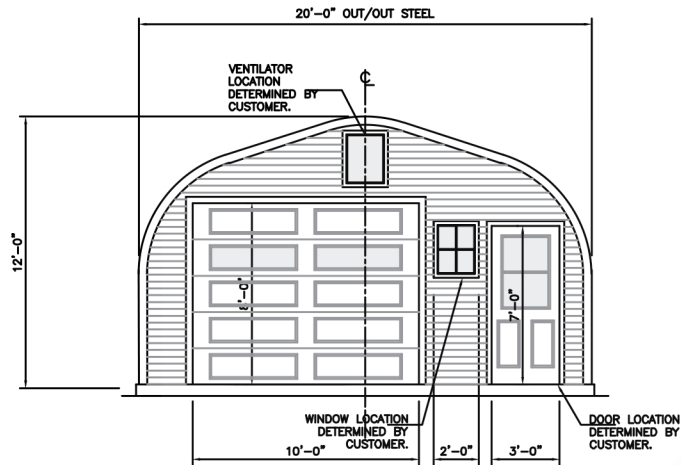 20'-0" OUT/OUT STEEL
VENTILATOR
LOCATION
DETERMINED BY
CUSTOMER.
℄
12'-0"
8'-0"
7'-0"
WINDOW LOCATION
DETERMINED BY
CUSTOMER.
DOOR LOCATION
DETERMINED BY
CUSTOMER.
10'-0"
2'-0"
3'-0"